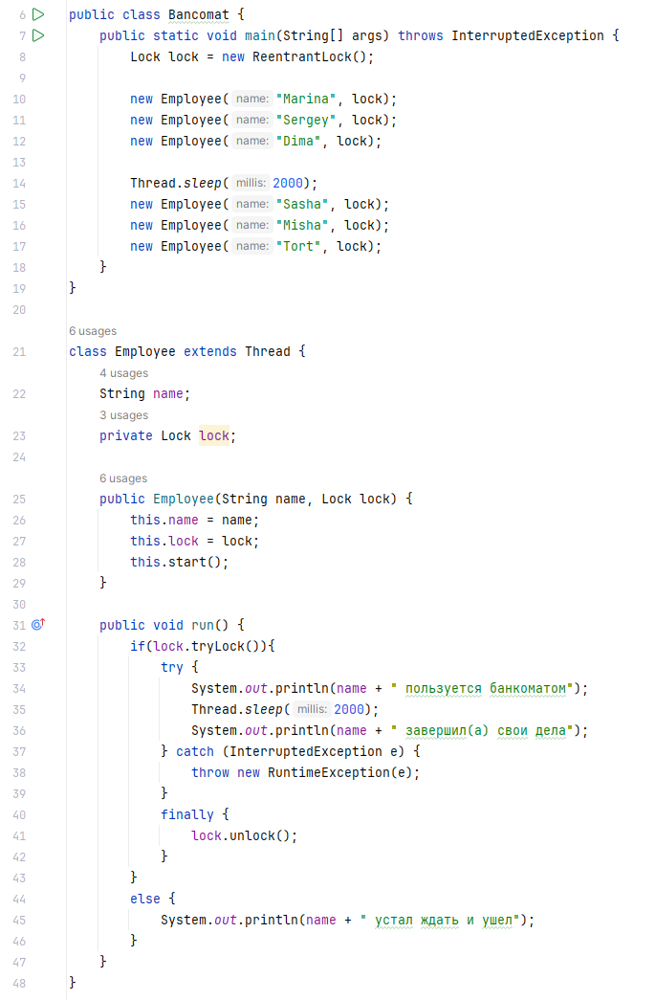 6 public class Bancomat {
7 public static void main(String[] args) throws InterruptedException {
8 Lock lock = new ReentrantLock();
9
10 new Employee( name: "Marina", lock);
11 new Employee( name: "Sergey", lock);
12 new Employee( name: "Dima", lock);
13
14 Thread.sleep( millis: 2000);
15 new Employee( name: "Sasha", lock);
16 new Employee( name: "Misha", lock);
17 new Employee( name: "Tort", lock);
18 }
19 }
20
6 usages
21 class Employee extends Thread {
4 usages
22 String name;
3 usages
23 private Lock lock;
24
6 usages
25 public Employee(String name, Lock lock) {
26 this.name = name;
27 this.lock = lock;
28 this.start();
29 }
30
31 public void run() {
32 if(lock.tryLock()){
33 try {
34 System.out.println(name + " пользуется банкоматом");
35 Thread.sleep( millis: 2000);
36 System.out.println(name + " завершил(а) свои дела");
37 } catch (InterruptedException e) {
38 throw new RuntimeException(e);
39 }
40 finally {
41 lock.unlock();
42 }
43 }
44 else {
45 System.out.println(name + " устал ждать и ушел");
46 }
47 }
48 }